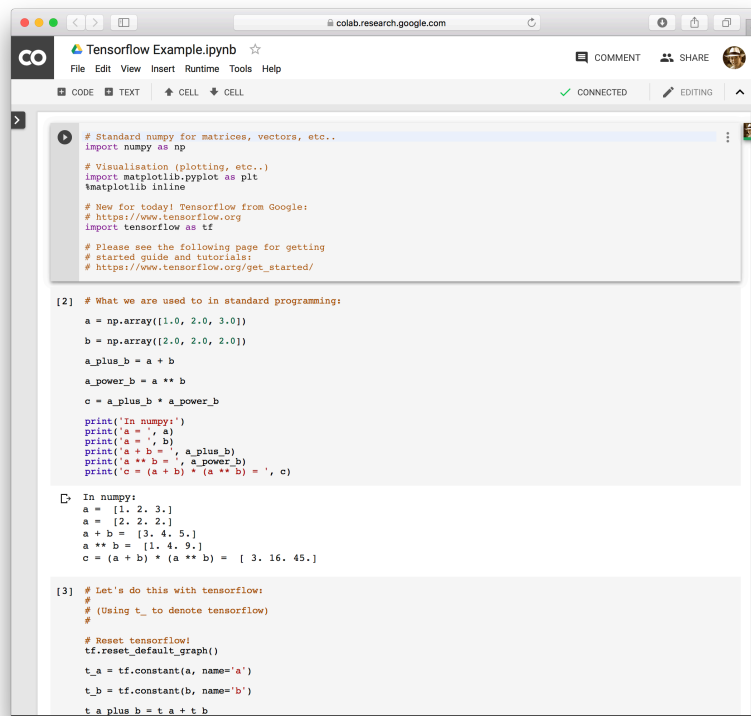 colab.research.google.com
CO
Tensorflow Example.ipynb
COMMENT
SHARE
File Edit View Insert Runtime Tools Help
CODE TEXT CELL CELL
CONNECTED
EDITING
# Standard numpy for matrices, vectors, etc..
import numpy as np
# Visualisation (plotting, etc..)
import matplotlib.pyplot as plt
%matplotlib inline
# New for today! Tensorflow from Google:
# https://www.tensorflow.org
import tensorflow as tf
# Please see the following page for getting
# started guide and tutorials:
# https://www.tensorflow.org/get_started/
[2] # What we are used to in standard programming:
a = np.array([1.0, 2.0, 3.0])
b = np.array([2.0, 2.0, 2.0])
a_plus_b = a + b
a_power_b = a ** b
c = a_plus_b * a_power_b
print('In numpy:')
print('a = ', a)
print('a = ', b)
print('a + b = ', a_plus_b)
print('a ** b = ', a_power_b)
print('c = (a + b) * (a ** b) = ', c)
In numpy:
a =  [1. 2. 3.]
a =  [2. 2. 2.]
a + b =  [3. 4. 5.]
a ** b =  [1. 4. 9.]
c = (a + b) * (a ** b) =  [ 3. 16. 45.]
[3] # Let's do this with tensorflow:
#
# (Using t_ to denote tensorflow)
#
# Reset tensorflow!
tf.reset_default_graph()
t_a = tf.constant(a, name='a')
t_b = tf.constant(b, name='b')
t_a_plus_b = t_a + t_b